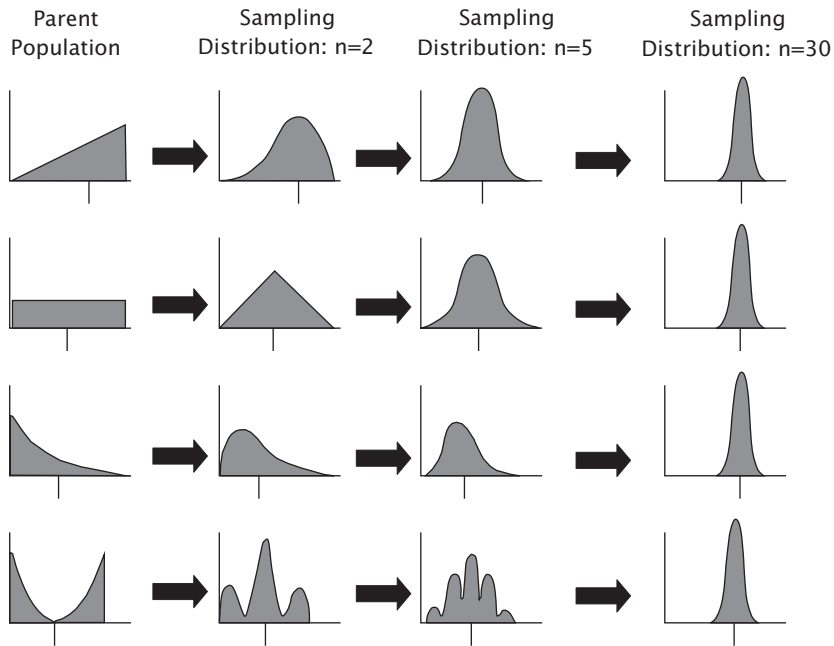 Parent
Population
Sampling
Distribution: n=2
Sampling
Distribution: n=5
Sampling
Distribution: n=30